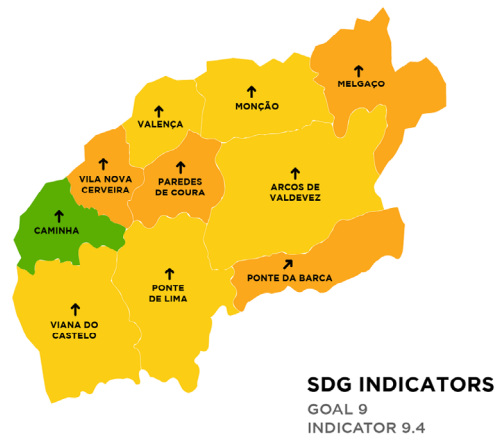 MELGAÇO
MONÇÃO
VALENÇA
VILA NOVA
CERVEIRA
PAREDES
DE COURA
ARCOS DE
VALDEVEZ
CAMINHA
PONTE DA BARCA
PONTE
DE LIMA
VIANA DO
CASTELO
SDG INDICATORS
GOAL 9
INDICATOR 9.4